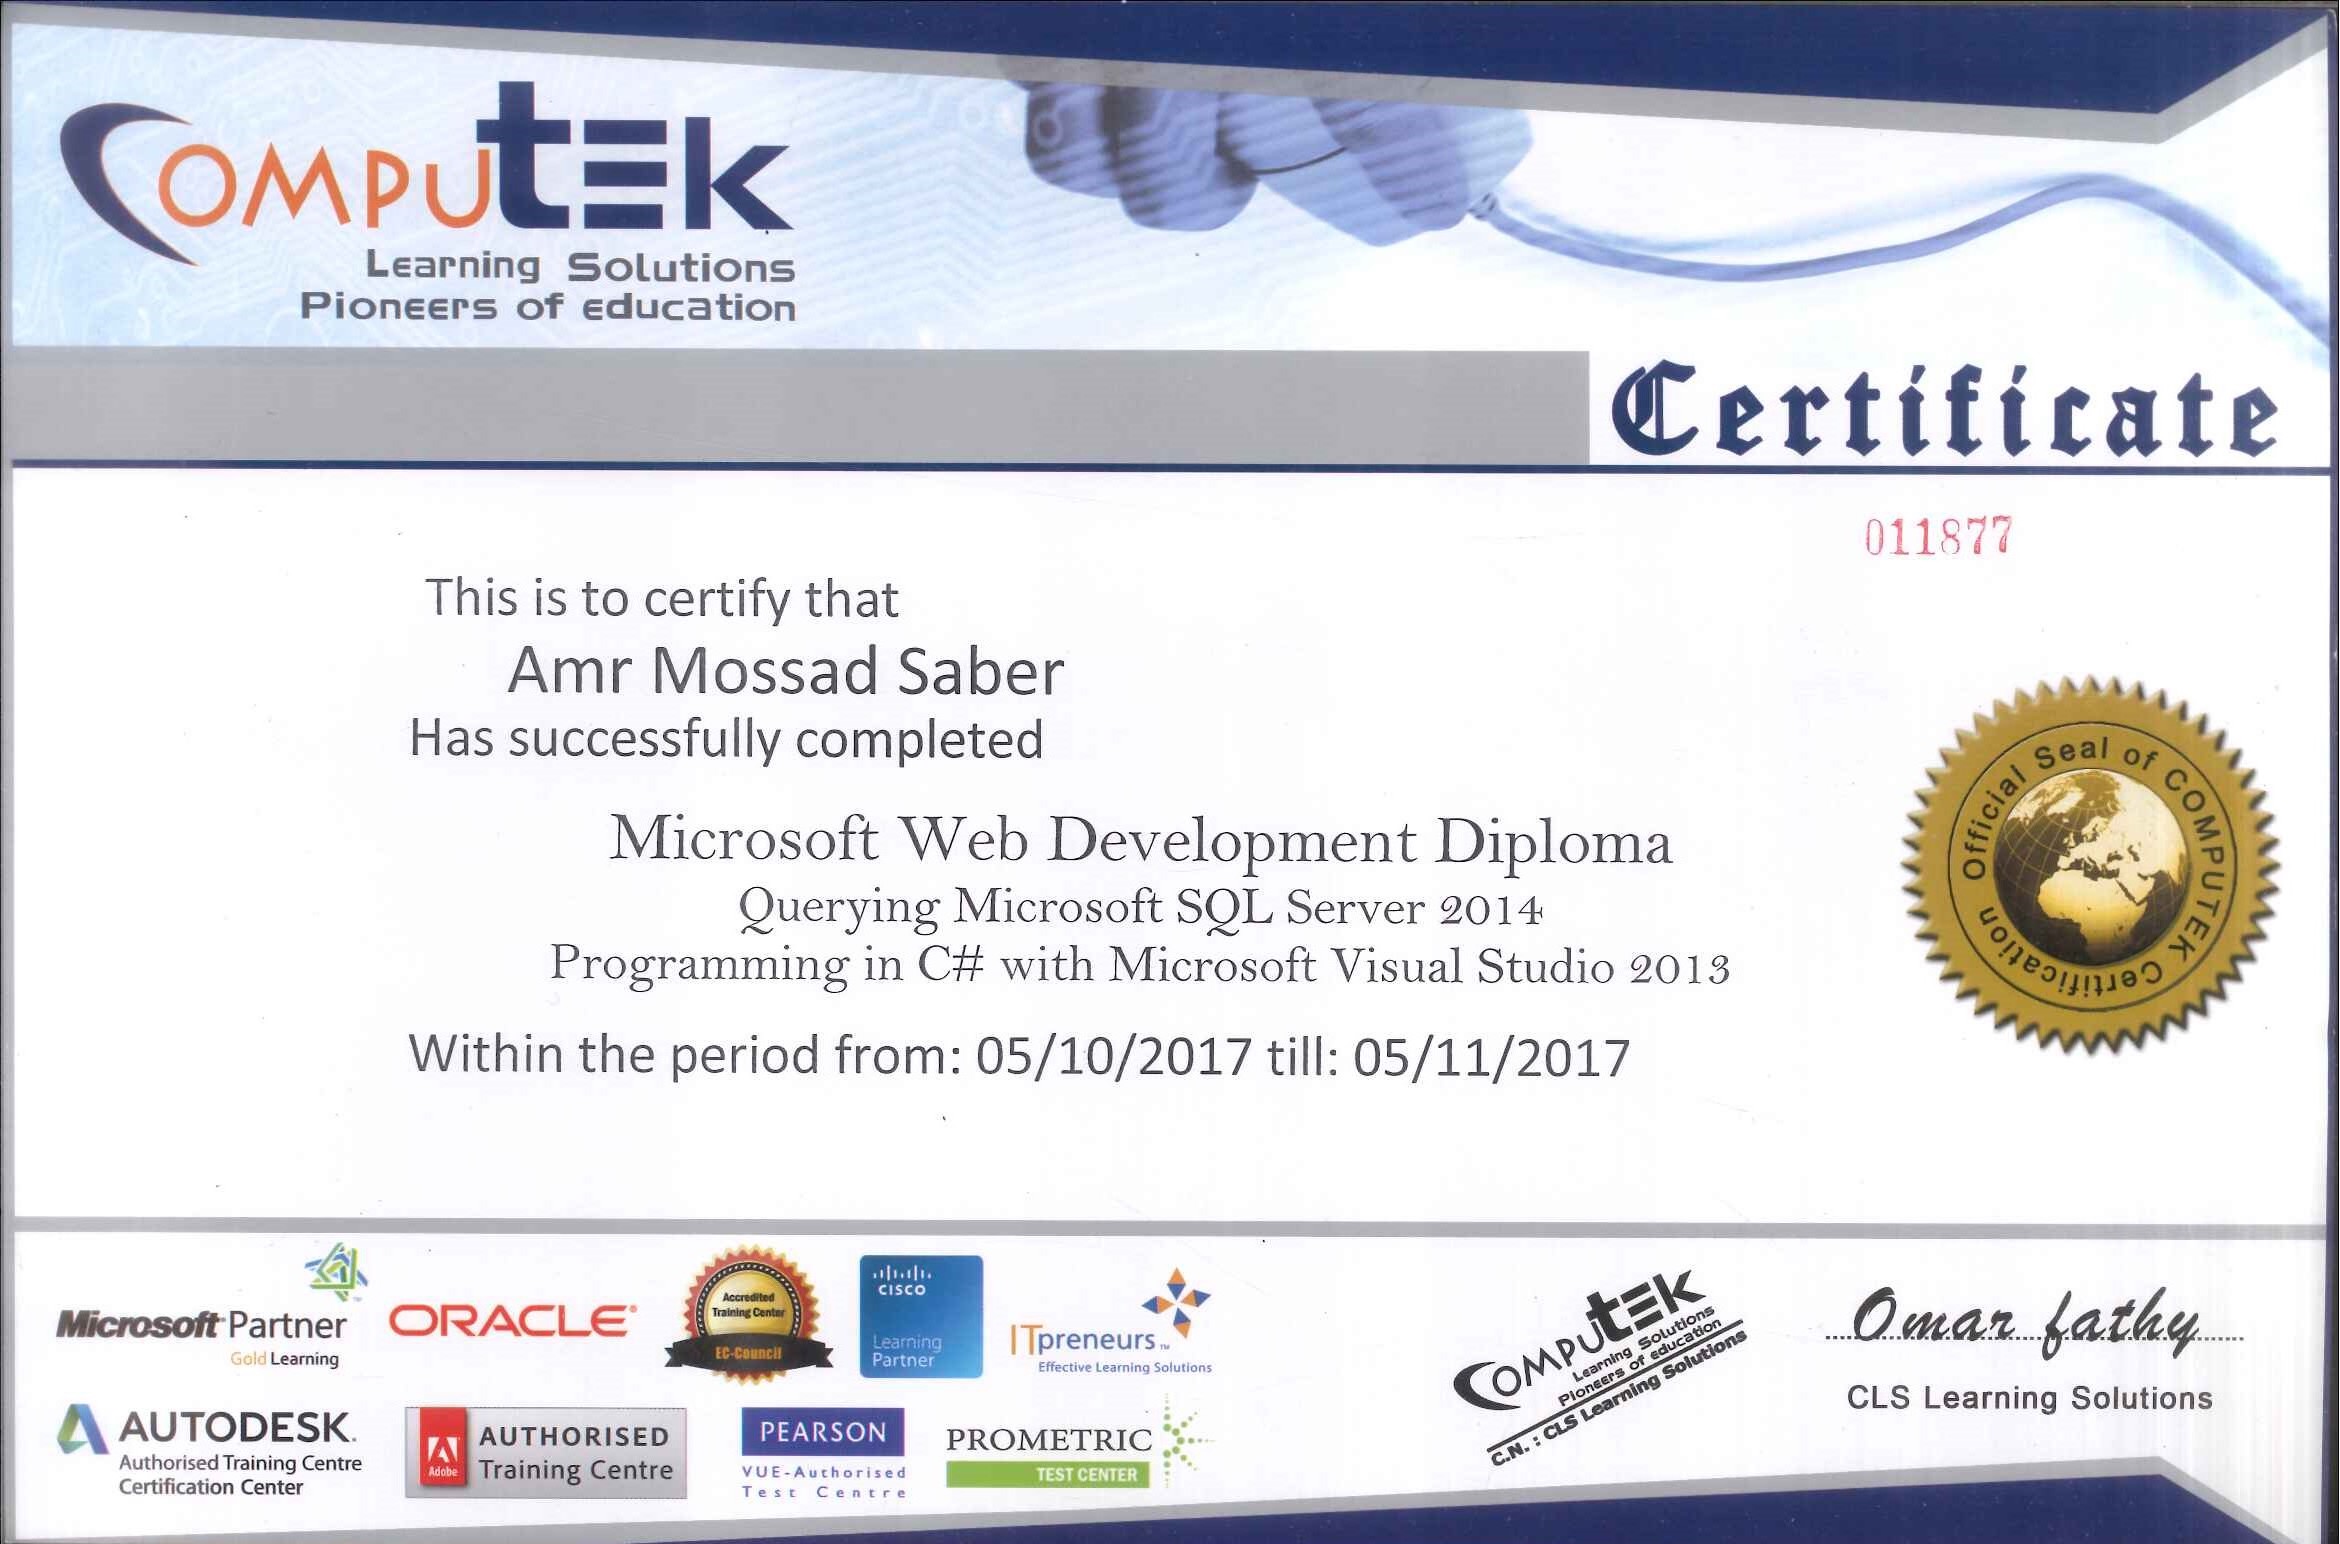 COMPUTEK
Learning Solutions
Pioneers of education
Certificate
011877
This is to certify that
Amr Mossad Saber
Has successfully completed
Microsoft Web Development Diploma
Querying Microsoft SQL Server 2014
Programming in C# with Microsoft Visual Studio 2013
Within the period from: 05/10/2017 till: 05/11/2017
Official Seal of COMPUTEK Certification
Microsoft Partner
Gold Learning
ORACLE
Accredited
Training Center
EC-Council
CISCO
Learning
Partner
ITpreneurs™
Effective Learning Solutions
AUTODESK.
Authorised Training Centre
Certification Center
Adobe
AUTHORISED
Training Centre
PEARSON
VUE-Authorised
Test Centre
PROMETRIC
TEST CENTER
COMPUTEK
Learning Solutions
Pioneers of education
C.N. : CLS Learning Solutions
Omar fathy
CLS Learning Solutions